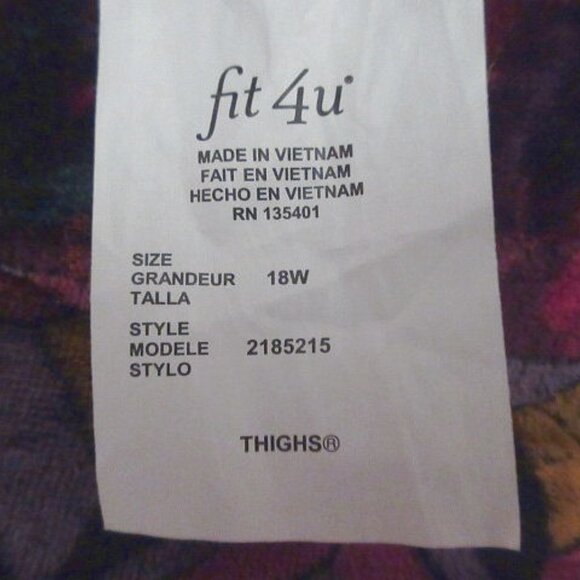 fit 4u®
MADE IN VIETNAM
FAIT EN VIETNAM
HECHO EN VIETNAM
RN 135401
SIZE
GRANDEUR 18W
TALLA
STYLE
MODELE 2185215
STYLO
THIGHS®